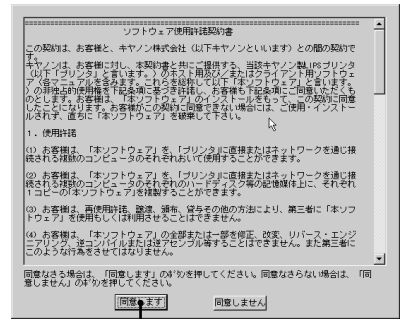 ソフトウェア使用許諾契約書
この契約は、お客様と、キヤノン株式会社（以下キヤノンといいます）との間の契約で
す。
キヤノンは、お客様に対し、本契約書と共にご提供する、当該キヤノン製LIPSプリンタ
（以下「プリンタ」と言います。）のホスト用及び／またはクライアント用ソフトウェ
ア（各マニュアルを含みます。これらを総称して以下「本ソフトウェア」と言います。
）の非独占的使用権を下記条項に基づき許諾し、お客様も下記条項にご同意いただくも
のとします。お客様は、「本ソフトウェア」のインストールをもって、この契約に同意
したことになります。お客様がこの契約に同意できない場合には、ご使用・インストー
ルされず、直ちに「本ソフトウェア」を破棄して下さい。
１．使用許諾
(1) お客様は、「本ソフトウェア」を、「プリンタ」に直接またはネットワークを通じ接
続される複数のコンピュータのそれぞれおいて使用することができます。
(2) お客様は、「本ソフトウェア」を、「プリンタ」に直接またはネットワークを通じ接
続される複数のコンピュータのそれぞれのハードディスク等の記憶媒体上に、それぞれ
１コピーの「本ソフトウェア」を複製することができます。
(3) お客様は、再使用許諾、譲渡、頒布、貸与その他の方法により、第三者に「本ソフ
トウェア」を使用もしくは利用させることはできません。
(4) お客様は、「本ソフトウェア」の全部または一部を修正、改変、リバース・エンジ
ニアリング、逆コンパイルまたは逆アセンブル等することはできません。また第三者に
このような行為をさせてはなりません。
同意なさる場合は、「同意します」のボタンを押してください。同意なさらない場合は、「同
意しません」のボタンを押してください。
同意します 同意しません